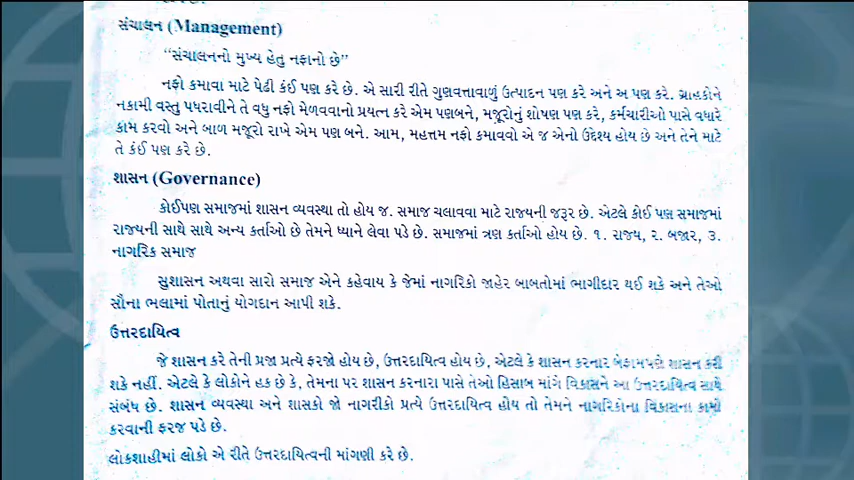 સંચાલન (Management)
“સંચાલનનો મુખ્ય હેતુ નફાનો છે”
નફો કમાવા માટે પેઢી કંઈ પણ કરે છે. એ સારી રીતે ગુણવત્તાવાળું ઉત્પાદન પણ કરે અને અ પણ કરે. ગ્રાહકોને
નકામી વસ્તુ પધરાવીને તે વધુ નફો મેળવવાનો પ્રયત્ન કરે એમ પણબને, મજૂરોનું શોષણ પણ કરે, કર્મચારીઓ પાસે વધારે
કામ કરવો અને બાળ મજૂરો રાખે એમ પણ બને. આમ, મહત્તમ નફો કમાવવો એ જ એનો ઉદેશ્ય હોય છે અને તેને માટે
તે કંઈ પણ કરે છે.
શાસન (Governance)
કોઈપણ સમાજમાં શાસન વ્યવસ્થા તો હોય જ. સમાજ ચલાવવા માટે રાજ્યની જરૂર છે. એટલે કોઈ પણ સમાજમાં
રાજ્યની સાથે સાથે અન્ય કર્તાઓ છે તેમને ધ્યાને લેવા પડે છે. સમાજમાં ત્રણ કર્તાઓ હોય છે. ૧. રાજ્ય, ૨. બજાર, ૩.
નાગરિક સમાજ
સુશાસન અથવા સારો સમાજ એને કહેવાય કે જેમાં નાગરિકો જાહેર બાબતોમાં ભાગીદાર થઈ શકે અને તેઓ
સૌના ભલામાં પોતાનું યોગદાન આપી શકે.
ઉત્તરદાયિત્વ
જે શાસન કરે તેની પ્રજા પ્રત્યે ફરજો હોય છે, ઉત્તરદાયિત્વ હોય છે, એટલે કે શાસન કરનાર બેફામપણે શાસન કરી
શકે નહીં. એટલે કે લોકોને હક છે કે, તેમના પર શાસન કરનારા પાસે તેઓ હિસાબ માંગે વિકાસને આ ઉત્તરદાયિત્વ સાથે
સંબંધ છે. શાસન વ્યવસ્થા અને શાસકો જો નાગરીકો પ્રત્યે ઉત્તરદાયિત્વ હોય તો તેમને નાગરિકોના વિકાસના કામો
કરવાની ફરજ પડે છે.
લોકશાહીમાં લોકો એ રીતે ઉત્તરદાયિત્વની માંગણી કરે છે.